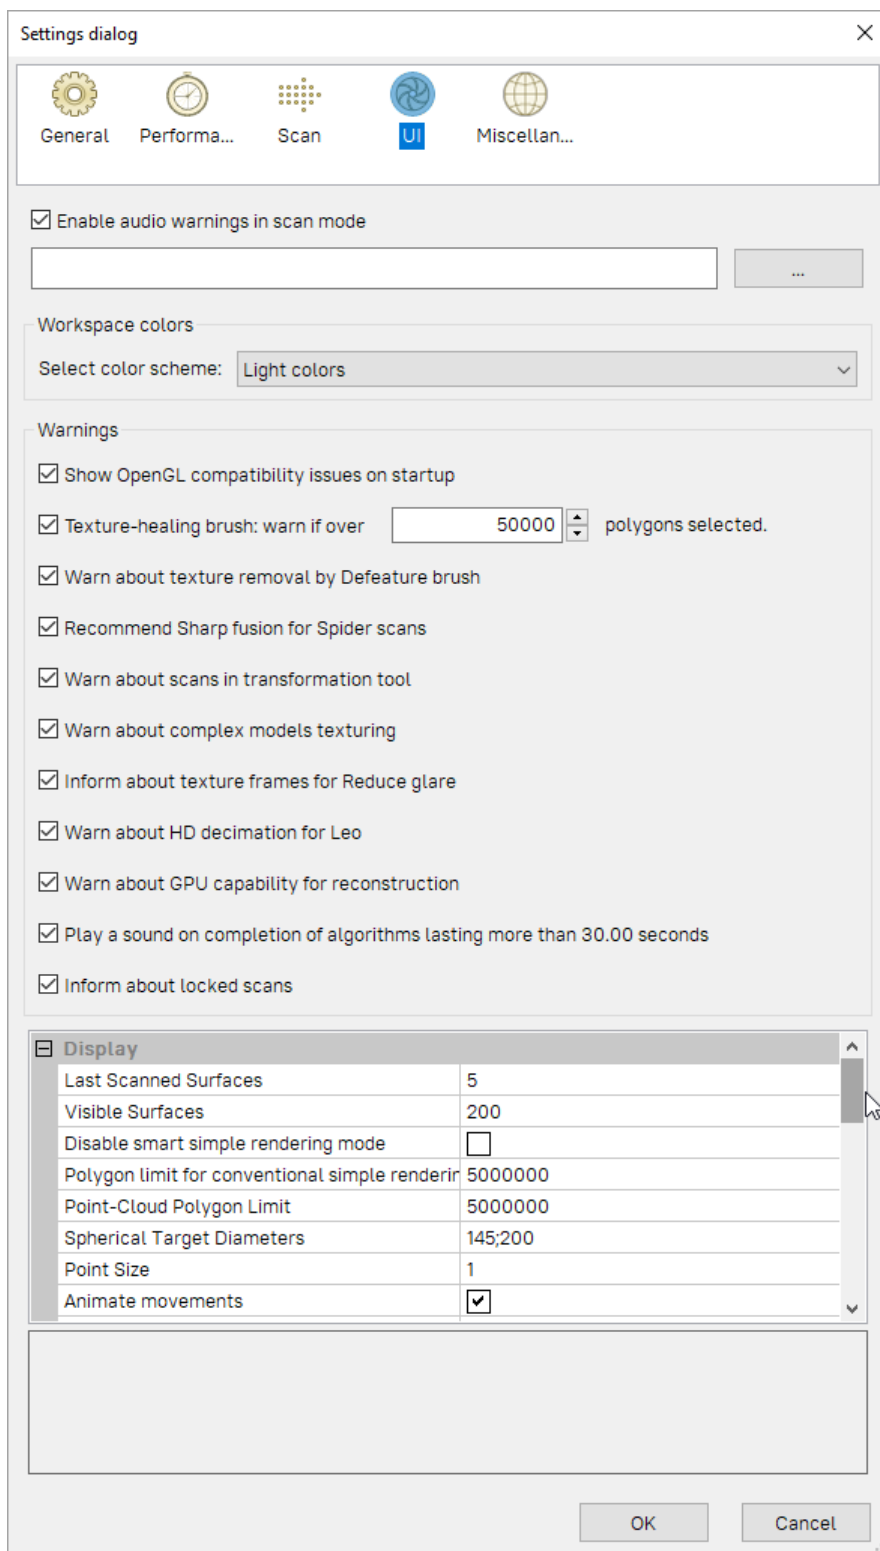 Settings dialog
General Performa... Scan UI Miscellan...
Enable audio warnings in scan mode
...
Workspace colors
Select color scheme: Light colors
Warnings
Show OpenGL compatibility issues on startup
Texture-healing brush: warn if over 50000 polygons selected.
Warn about texture removal by Defeature brush
Recommend Sharp fusion for Spider scans
Warn about scans in transformation tool
Warn about complex models texturing
Inform about texture frames for Reduce glare
Warn about HD decimation for Leo
Warn about GPU capability for reconstruction
Play a sound on completion of algorithms lasting more than 30.00 seconds
Inform about locked scans
Display
Last Scanned Surfaces 5
Visible Surfaces 200
Disable smart simple rendering mode
Polygon limit for conventional simple renderin 5000000
Point-Cloud Polygon Limit 5000000
Spherical Target Diameters 145;200
Point Size 1
Animate movements
OK Cancel